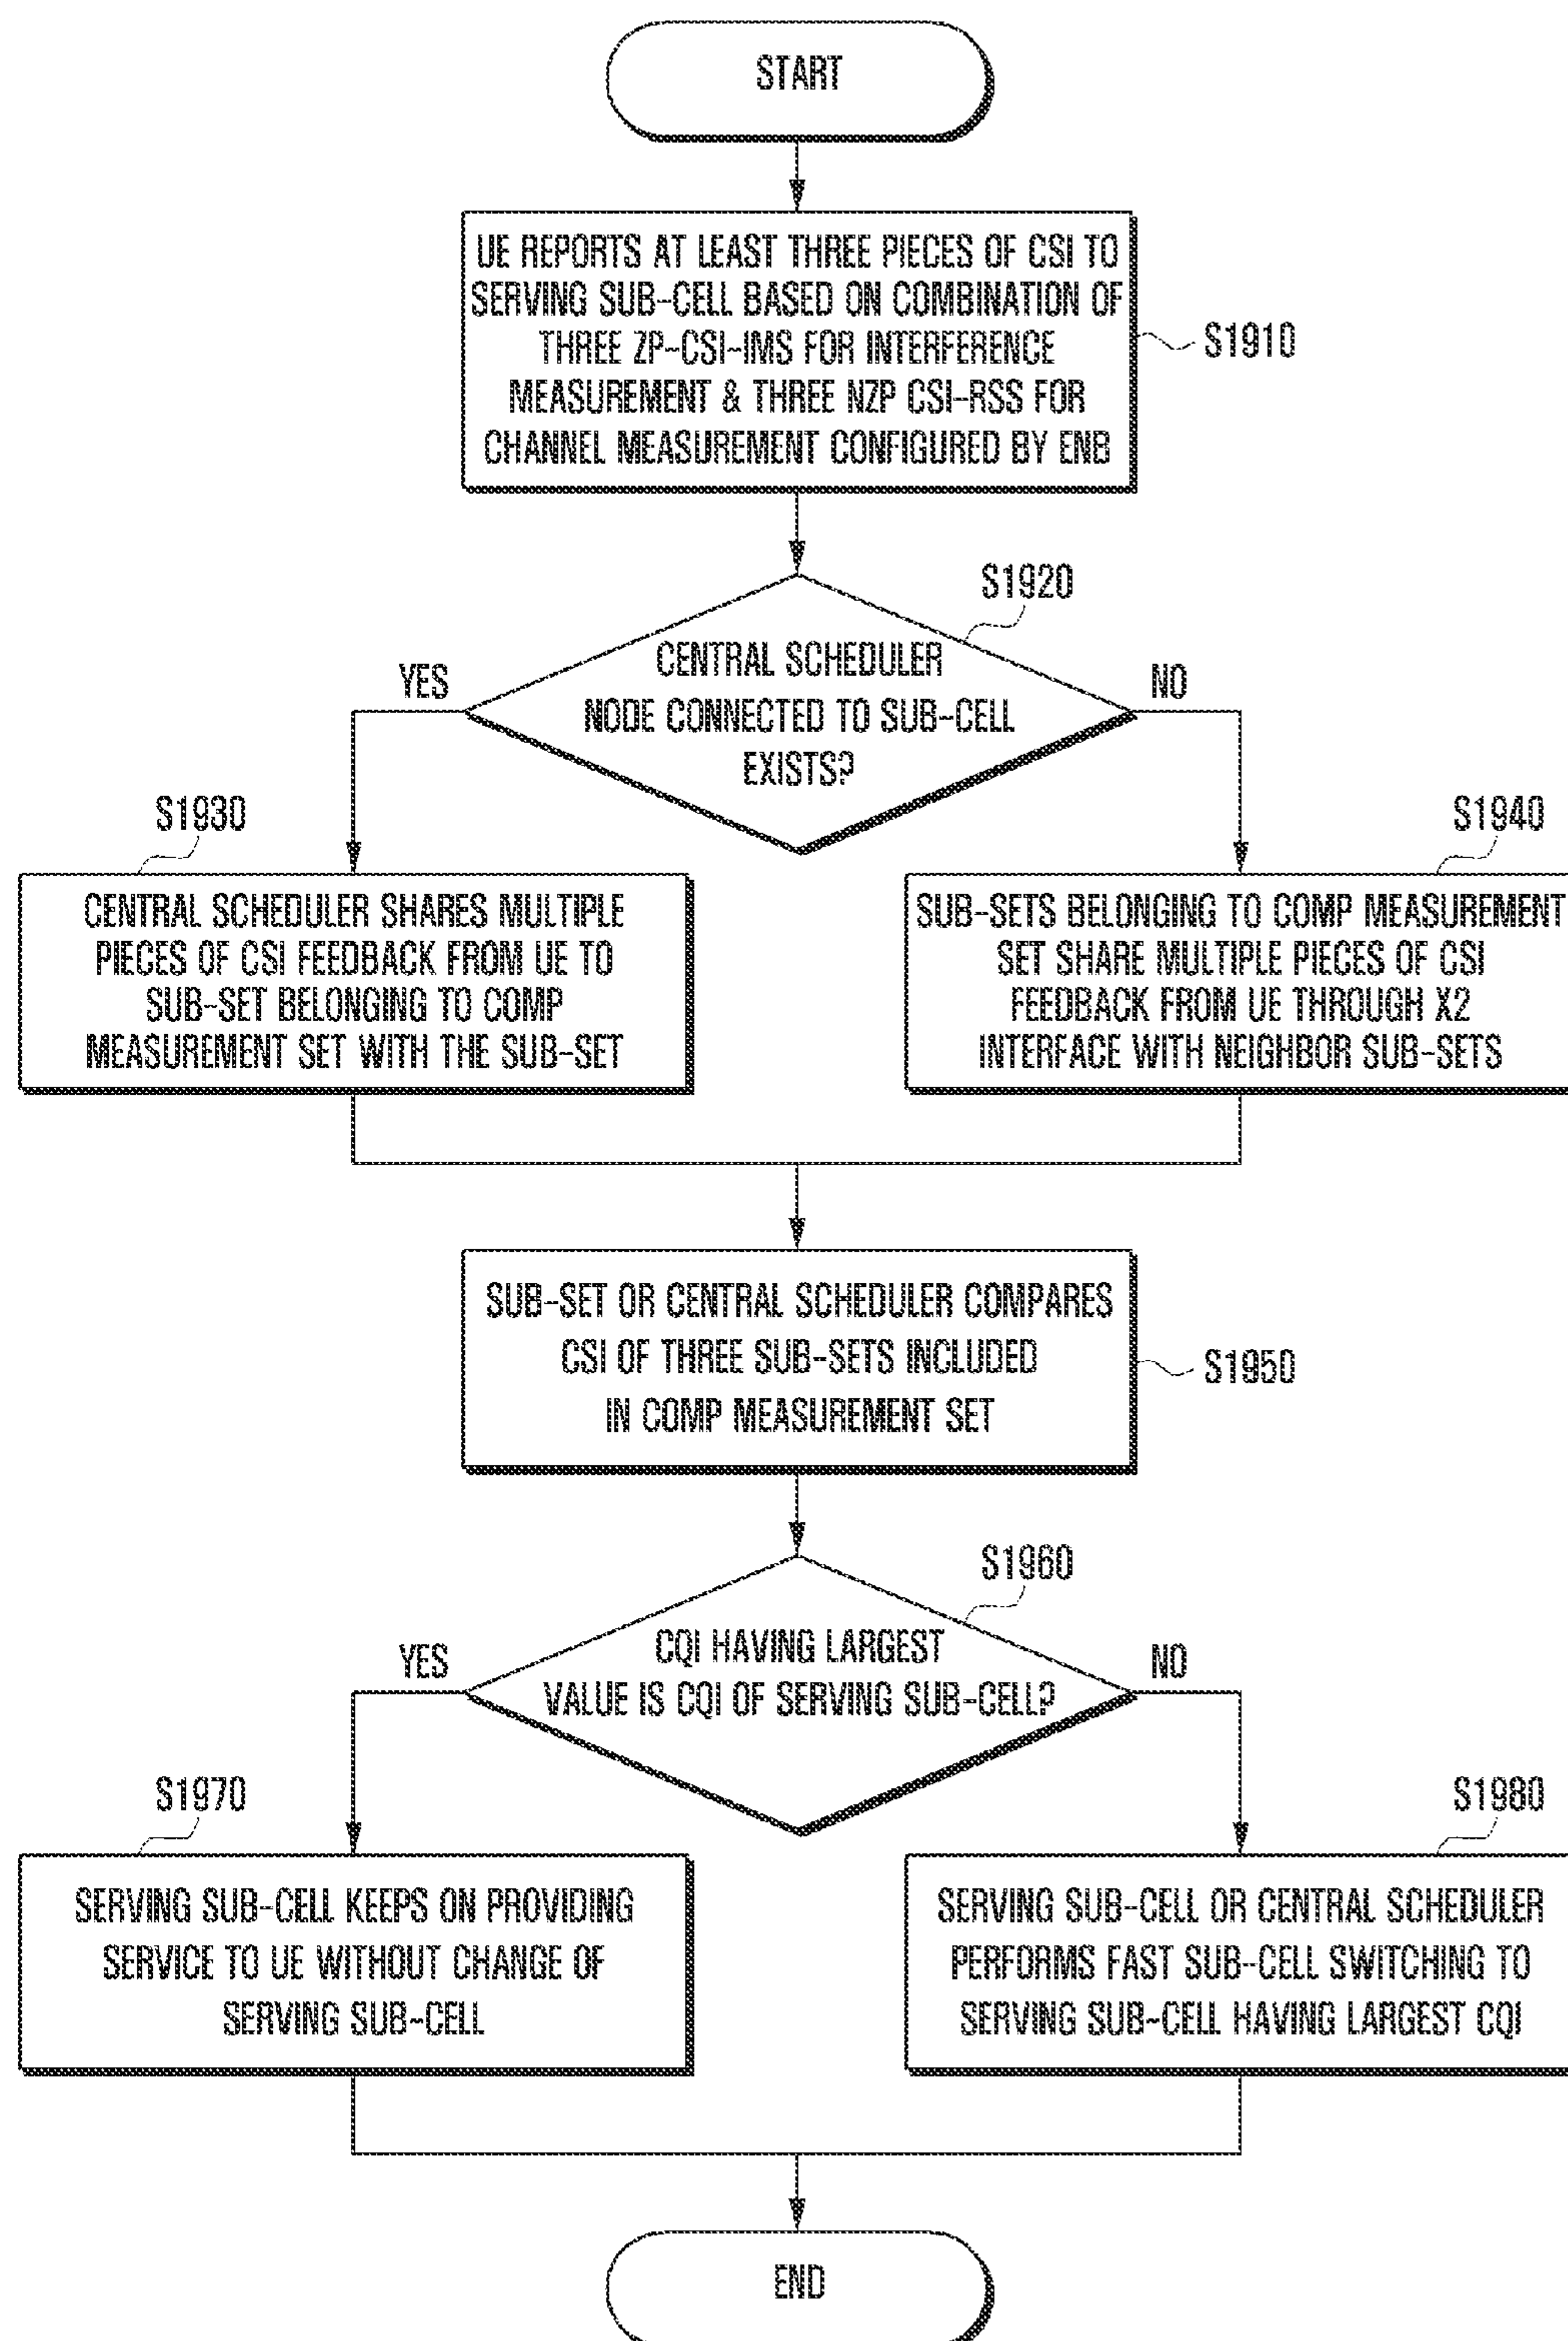 START
UE REPORTS AT LEAST THREE PIECES OF CSI TO
SERVING SUB-CELL BASED ON COMBINATION OF
THREE ZP-CSI-IMS FOR INTERFERENCE
MEASUREMENT & THREE NZP CSI-RSS FOR
CHANNEL MEASUREMENT CONFIGURED BY ENB
S1910
S1920
CENTRAL SCHEDULER
NODE CONNECTED TO SUB-CELL
EXISTS?
YES
NO
S1930
CENTRAL SCHEDULER SHARES MULTIPLE
PIECES OF CSI FEEDBACK FROM UE TO
SUB-SET BELONGING TO COMP
MEASUREMENT SET WITH THE SUB-SET
S1940
SUB-SETS BELONGING TO COMP MEASUREMENT
SET SHARE MULTIPLE PIECES OF CSI
FEEDBACK FROM UE THROUGH X2
INTERFACE WITH NEIGHBOR SUB-SETS
SUB-SET OR CENTRAL SCHEDULER COMPARES
CSI OF THREE SUB-SETS INCLUDED
IN COMP MEASUREMENT SET
S1950
S1960
CQI HAVING LARGEST
VALUE IS CQI OF SERVING SUB-CELL?
YES
NO
S1970
SERVING SUB-CELL KEEPS ON PROVIDING
SERVICE TO UE WITHOUT CHANGE OF
SERVING SUB-CELL
S1980
SERVING SUB-CELL OR CENTRAL SCHEDULER
PERFORMS FAST SUB-CELL SWITCHING TO
SERVING SUB-CELL HAVING LARGEST CQI
END